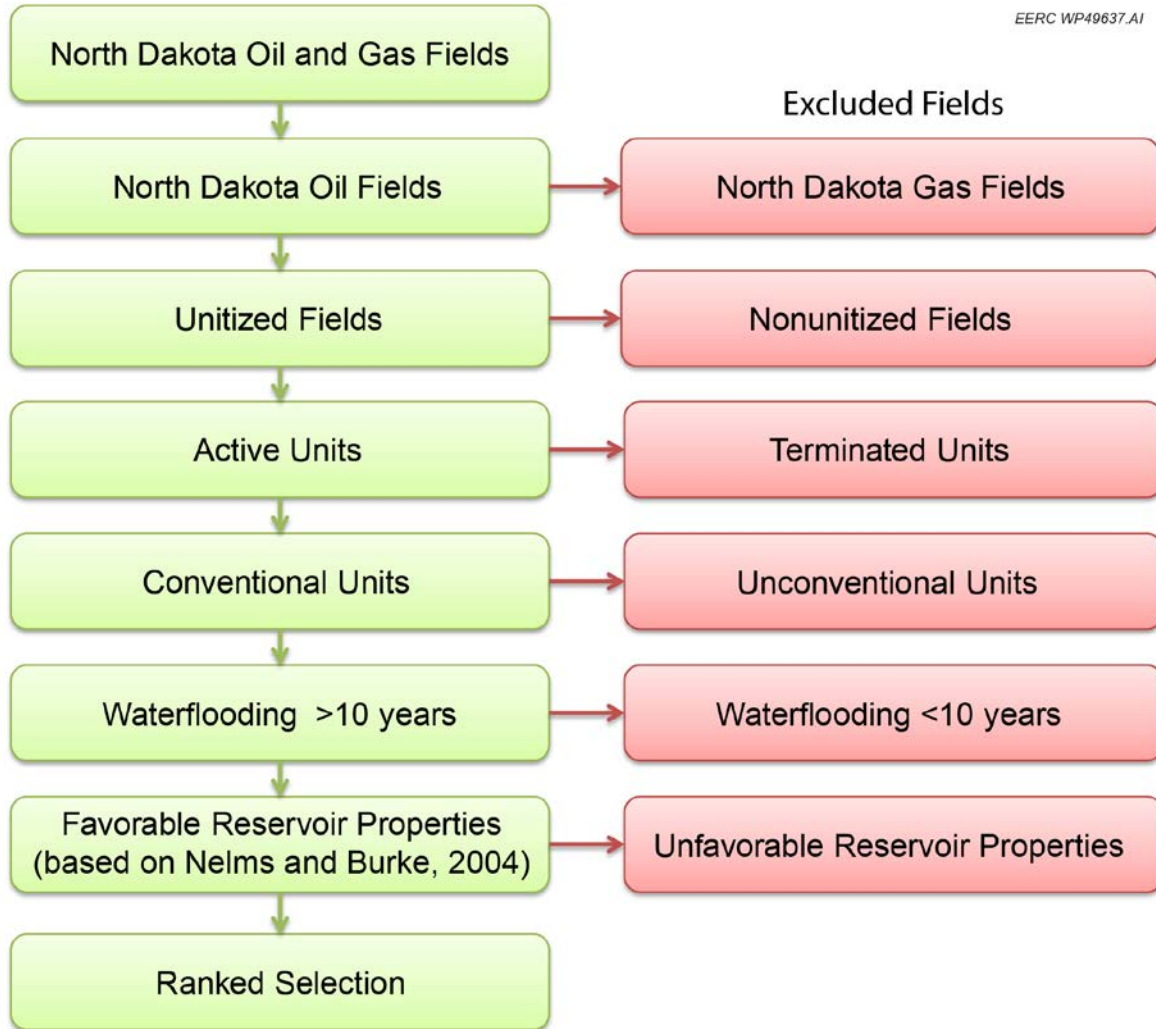 EERC WP49637.AI
North Dakota Oil and Gas Fields
Excluded Fields
North Dakota Oil Fields
North Dakota Gas Fields
Unitized Fields
Nonunitized Fields
Active Units
Terminated Units
Conventional Units
Unconventional Units
Waterflooding >10 years
Waterflooding <10 years
Favorable Reservoir Properties
(based on Nelms and Burke, 2004)
Unfavorable Reservoir Properties
Ranked Selection